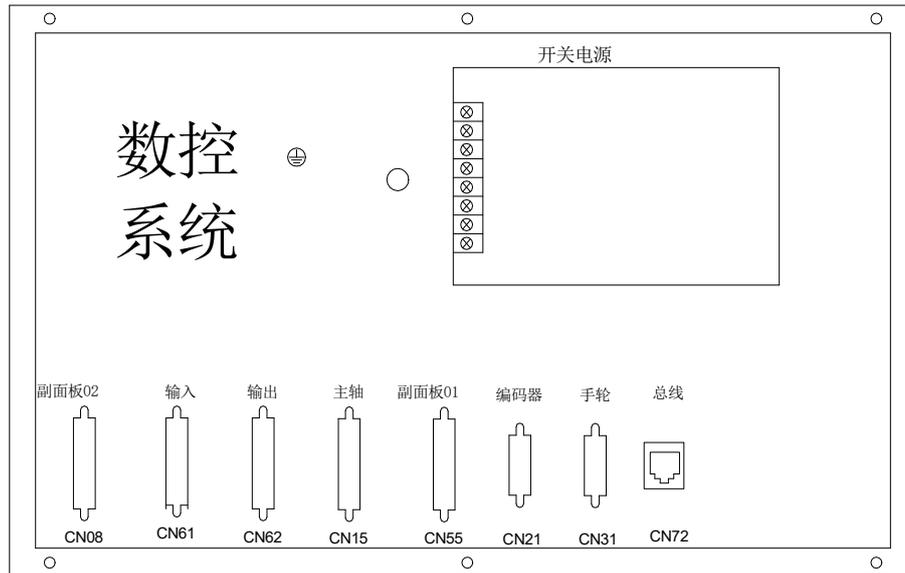 开关电源
数控
系统
副面板02
输入
输出
主轴
副面板01
编码器
手轮
总线
CN08
CN61
CN62
CN15
CN55
CN21
CN31
CN72